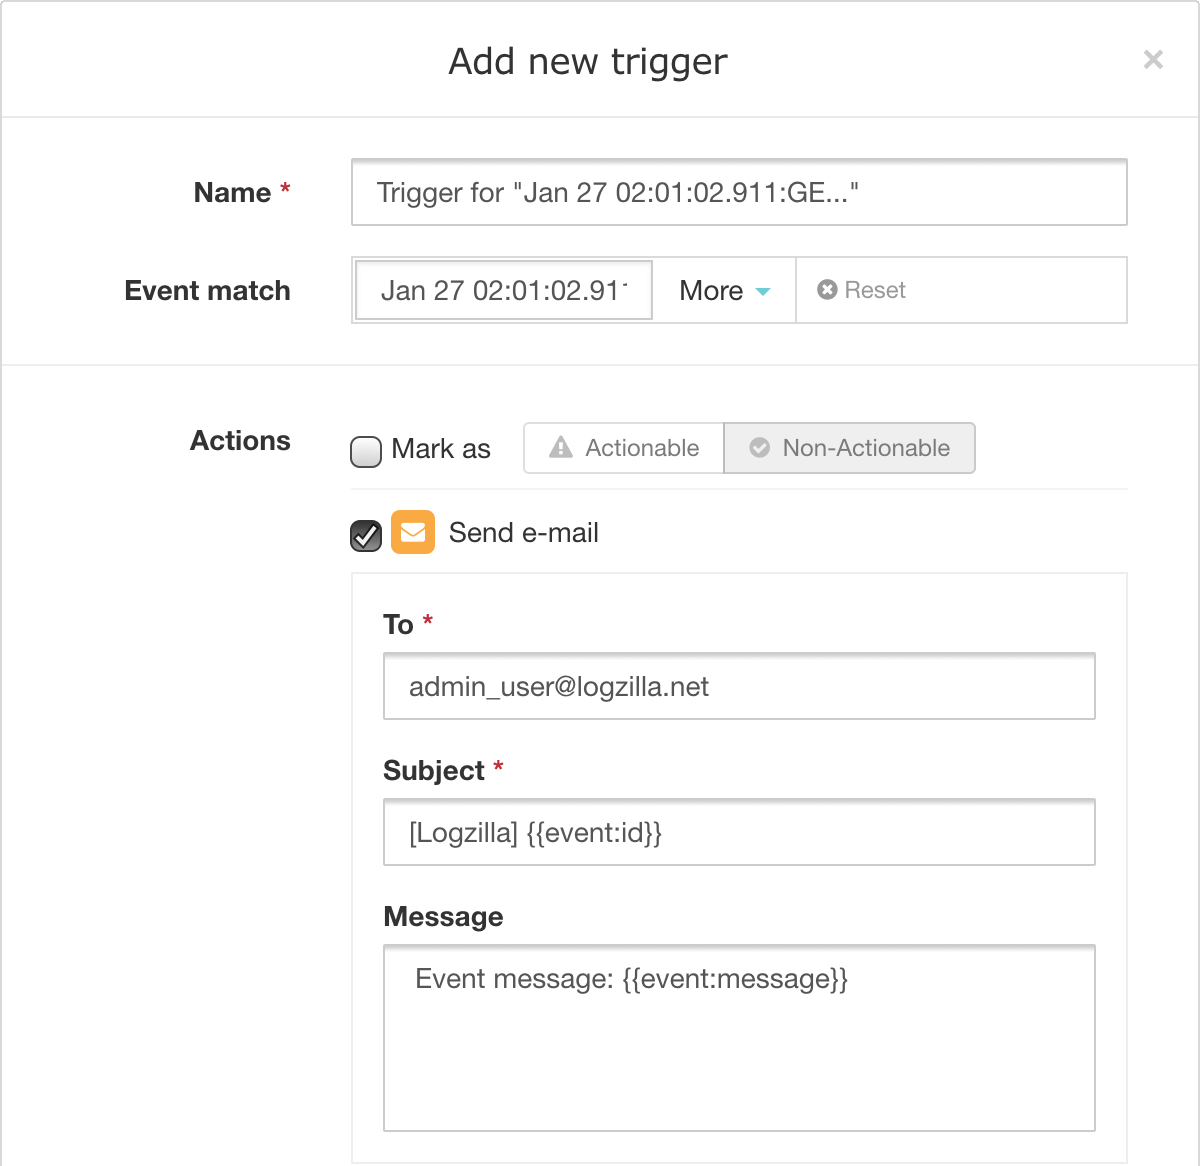 Add new trigger
Name *
Trigger for "Jan 27 02:01:02.911:GE..."
Event match
Jan 27 02:01:02.91
More
Reset
Actions
Mark as
Actionable
Non-Actionable
Send e-mail
To *
admin_user@logzilla.net
Subject *
[Logzilla] {{event:id}}
Message
Event message: {{event:message}}